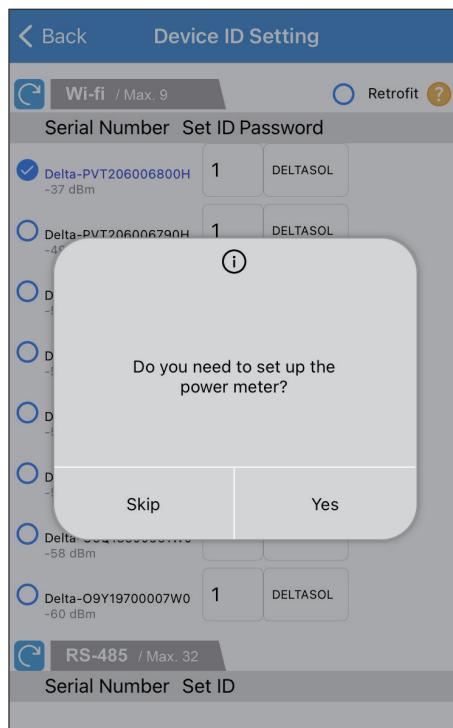 Back Device ID Setting
Wi-fi / Max. 9 Retrofit ?
Serial Number Set ID Password
Delta-PVT206006800H 1 DELTASOL
-37 dBm
Delta-PVT206006790H 1 DELTASOL
Do you need to set up the
power meter?
Skip Yes
-58 dBm
Delta-O9Y19700007W0 1 DELTASOL
-60 dBm
RS-485 / Max. 32
Serial Number Set ID